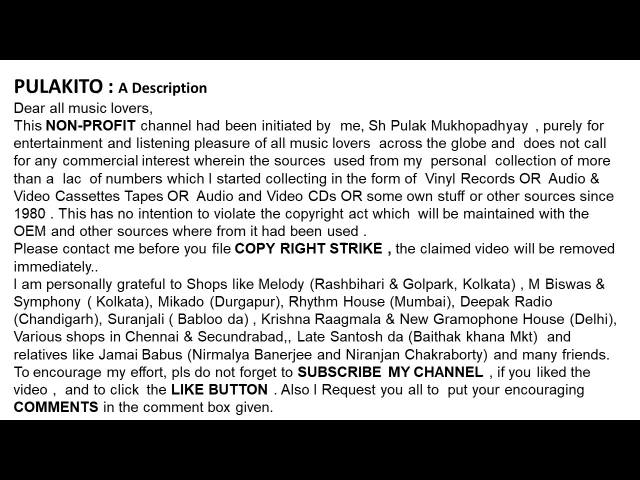 PULAKITO : A Description
Dear all music lovers,
This NON-PROFIT channel had been initiated by me, Sh Pulak Mukhopadhyay , purely for
entertainment and listening pleasure of all music lovers across the globe and does not call
for any commercial interest wherein the sources used from my personal collection of more
than a lac of numbers which I started collecting in the form of Vinyl Records OR Audio &
Video Cassettes Tapes OR Audio and Video CDs OR some own stuff or other sources since
1980 . This has no intention to violate the copyright act which will be maintained with the
OEM and other sources where from it had been used .
Please contact me before you file COPY RIGHT STRIKE , the claimed video will be removed
immediately..
I am personally grateful to Shops like Melody (Rashbihari & Golpark, Kolkata) , M Biswas &
Symphony ( Kolkata), Mikado (Durgapur), Rhythm House (Mumbai), Deepak Radio
(Chandigarh), Suranjali ( Babloo da) , Krishna Raagmala & New Gramophone House (Delhi),
Various shops in Chennai & Secundrabad,, Late Santosh da (Baithak khana Mkt) and
relatives like Jamai Babus (Nirmalya Banerjee and Niranjan Chakraborty) and many friends.
To encourage my effort, pls do not forget to SUBSCRIBE MY CHANNEL , if you liked the
video , and to click the LIKE BUTTON . Also I Request you all to put your encouraging
COMMENTS in the comment box given.